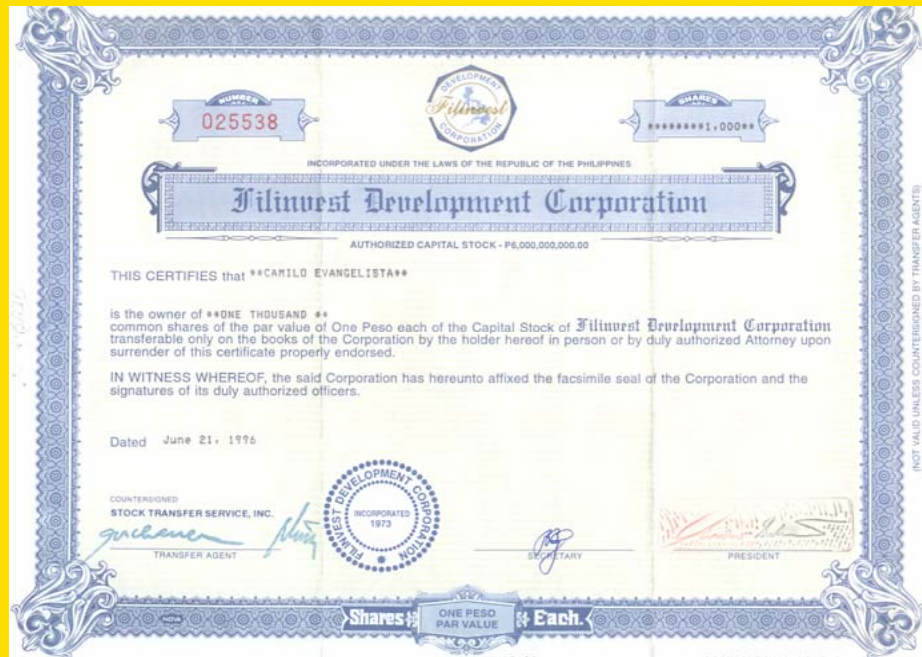 NUMBER
025538
DEVELOPMENT
Filinvest
CORPORATION
SHARES
********1,000**
INCORPORATED UNDER THE LAWS OF THE REPUBLIC OF THE PHILIPPINES
Filinvest Development Corporation
AUTHORIZED CAPITAL STOCK - P6,000,000,000.00
THIS CERTIFIES that **CAMILO EVANGELISTA**
is the owner of **ONE THOUSAND **
common shares of the par value of One Peso each of the Capital Stock of Filinvest Development Corporation
transferable only on the books of the Corporation by the holder hereof in person or by duly authorized Attorney upon
surrender of this certificate properly endorsed.
IN WITNESS WHEREOF, the said Corporation has hereunto affixed the facsimile seal of the Corporation and the
signatures of its duly authorized officers.
Dated June 21, 1996
COUNTERSIGNED
STOCK TRANSFER SERVICE, INC.
TRANSFER AGENT
FILINVEST DEVELOPMENT CORPORATION
INCORPORATED
1973
SECRETARY
PRESIDENT
Shares ONE PESO Each.
PAR VALUE
(NOT VALID UNLESS COUNTERSIGNED BY TRANSFER AGENTS)